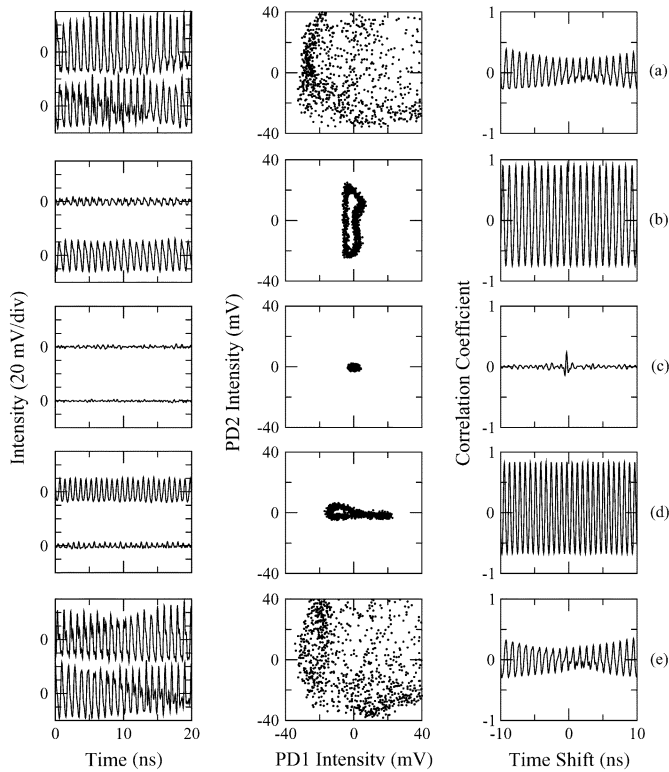 40
1
0
0
0
0
(a)
-40
-1
40
1
0
0
0
0
(b)
-40
-1
Intensity (20 mV/div)
PD2 Intensity (mV)
Correlation Coefficient
40
1
0
0
0
0
(c)
-40
-1
40
1
0
0
0
0
(d)
-40
-1
40
1
0
0
0
0
(e)
-40
-1
0 10 20
-40 -20 0 20 40
-10 -5 0 5 10
Time (ns)
PD1 Intensity (mV)
Time Shift (ns)